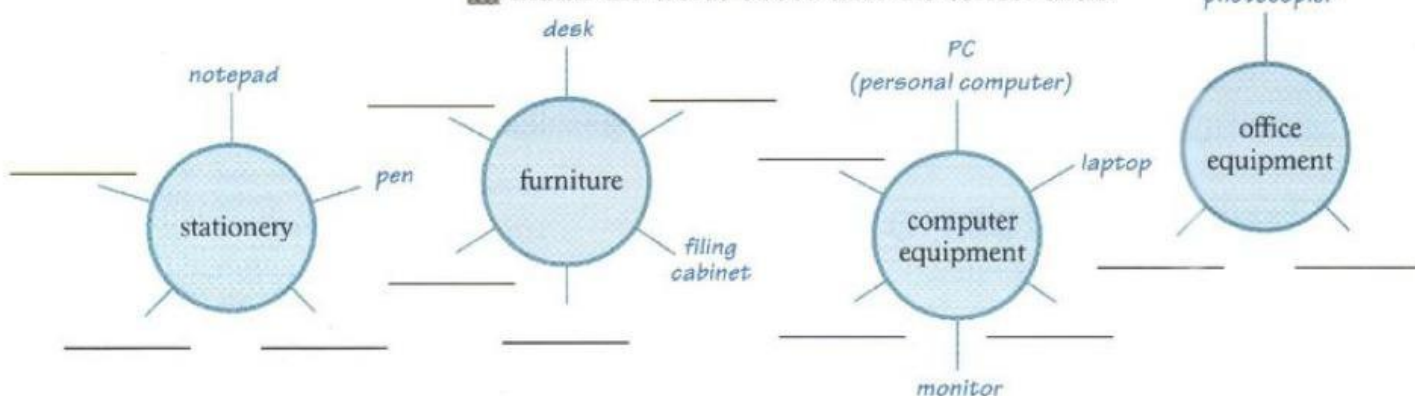 desk
notepad
pen
stationery
furniture
filing
cabinet
PC
(personal computer)
laptop
computer
equipment
monitor
office
equipment